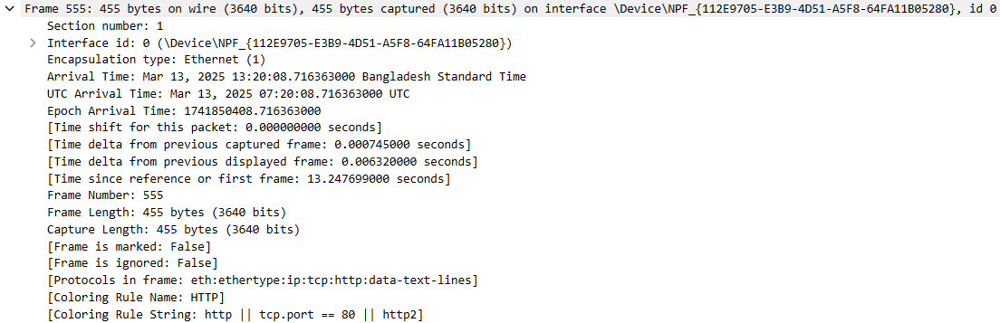 Frame 555: 455 bytes on wire (3640 bits), 455 bytes captured (3640 bits) on interface \Device\NPF_{112E9705-E3B9-4D51-A5F8-64FA11B05280}, id 0
Section number: 1
Interface id: 0 (\Device\NPF_{112E9705-E3B9-4D51-A5F8-64FA11B05280})
Encapsulation type: Ethernet (1)
Arrival Time: Mar 13, 2025 13:20:08.716363000 Bangladesh Standard Time
UTC Arrival Time: Mar 13, 2025 07:20:08.716363000 UTC
Epoch Arrival Time: 1741850408.716363000
[Time shift for this packet: 0.000000000 seconds]
[Time delta from previous captured frame: 0.000745000 seconds]
[Time delta from previous displayed frame: 0.006320000 seconds]
[Time since reference or first frame: 13.247699000 seconds]
Frame Number: 555
Frame Length: 455 bytes (3640 bits)
Capture Length: 455 bytes (3640 bits)
[Frame is marked: False]
[Frame is ignored: False]
[Protocols in frame: eth:ethertype:ip:tcp:http:data-text-lines]
[Coloring Rule Name: HTTP]
[Coloring Rule String: http || tcp.port == 80 || http2]